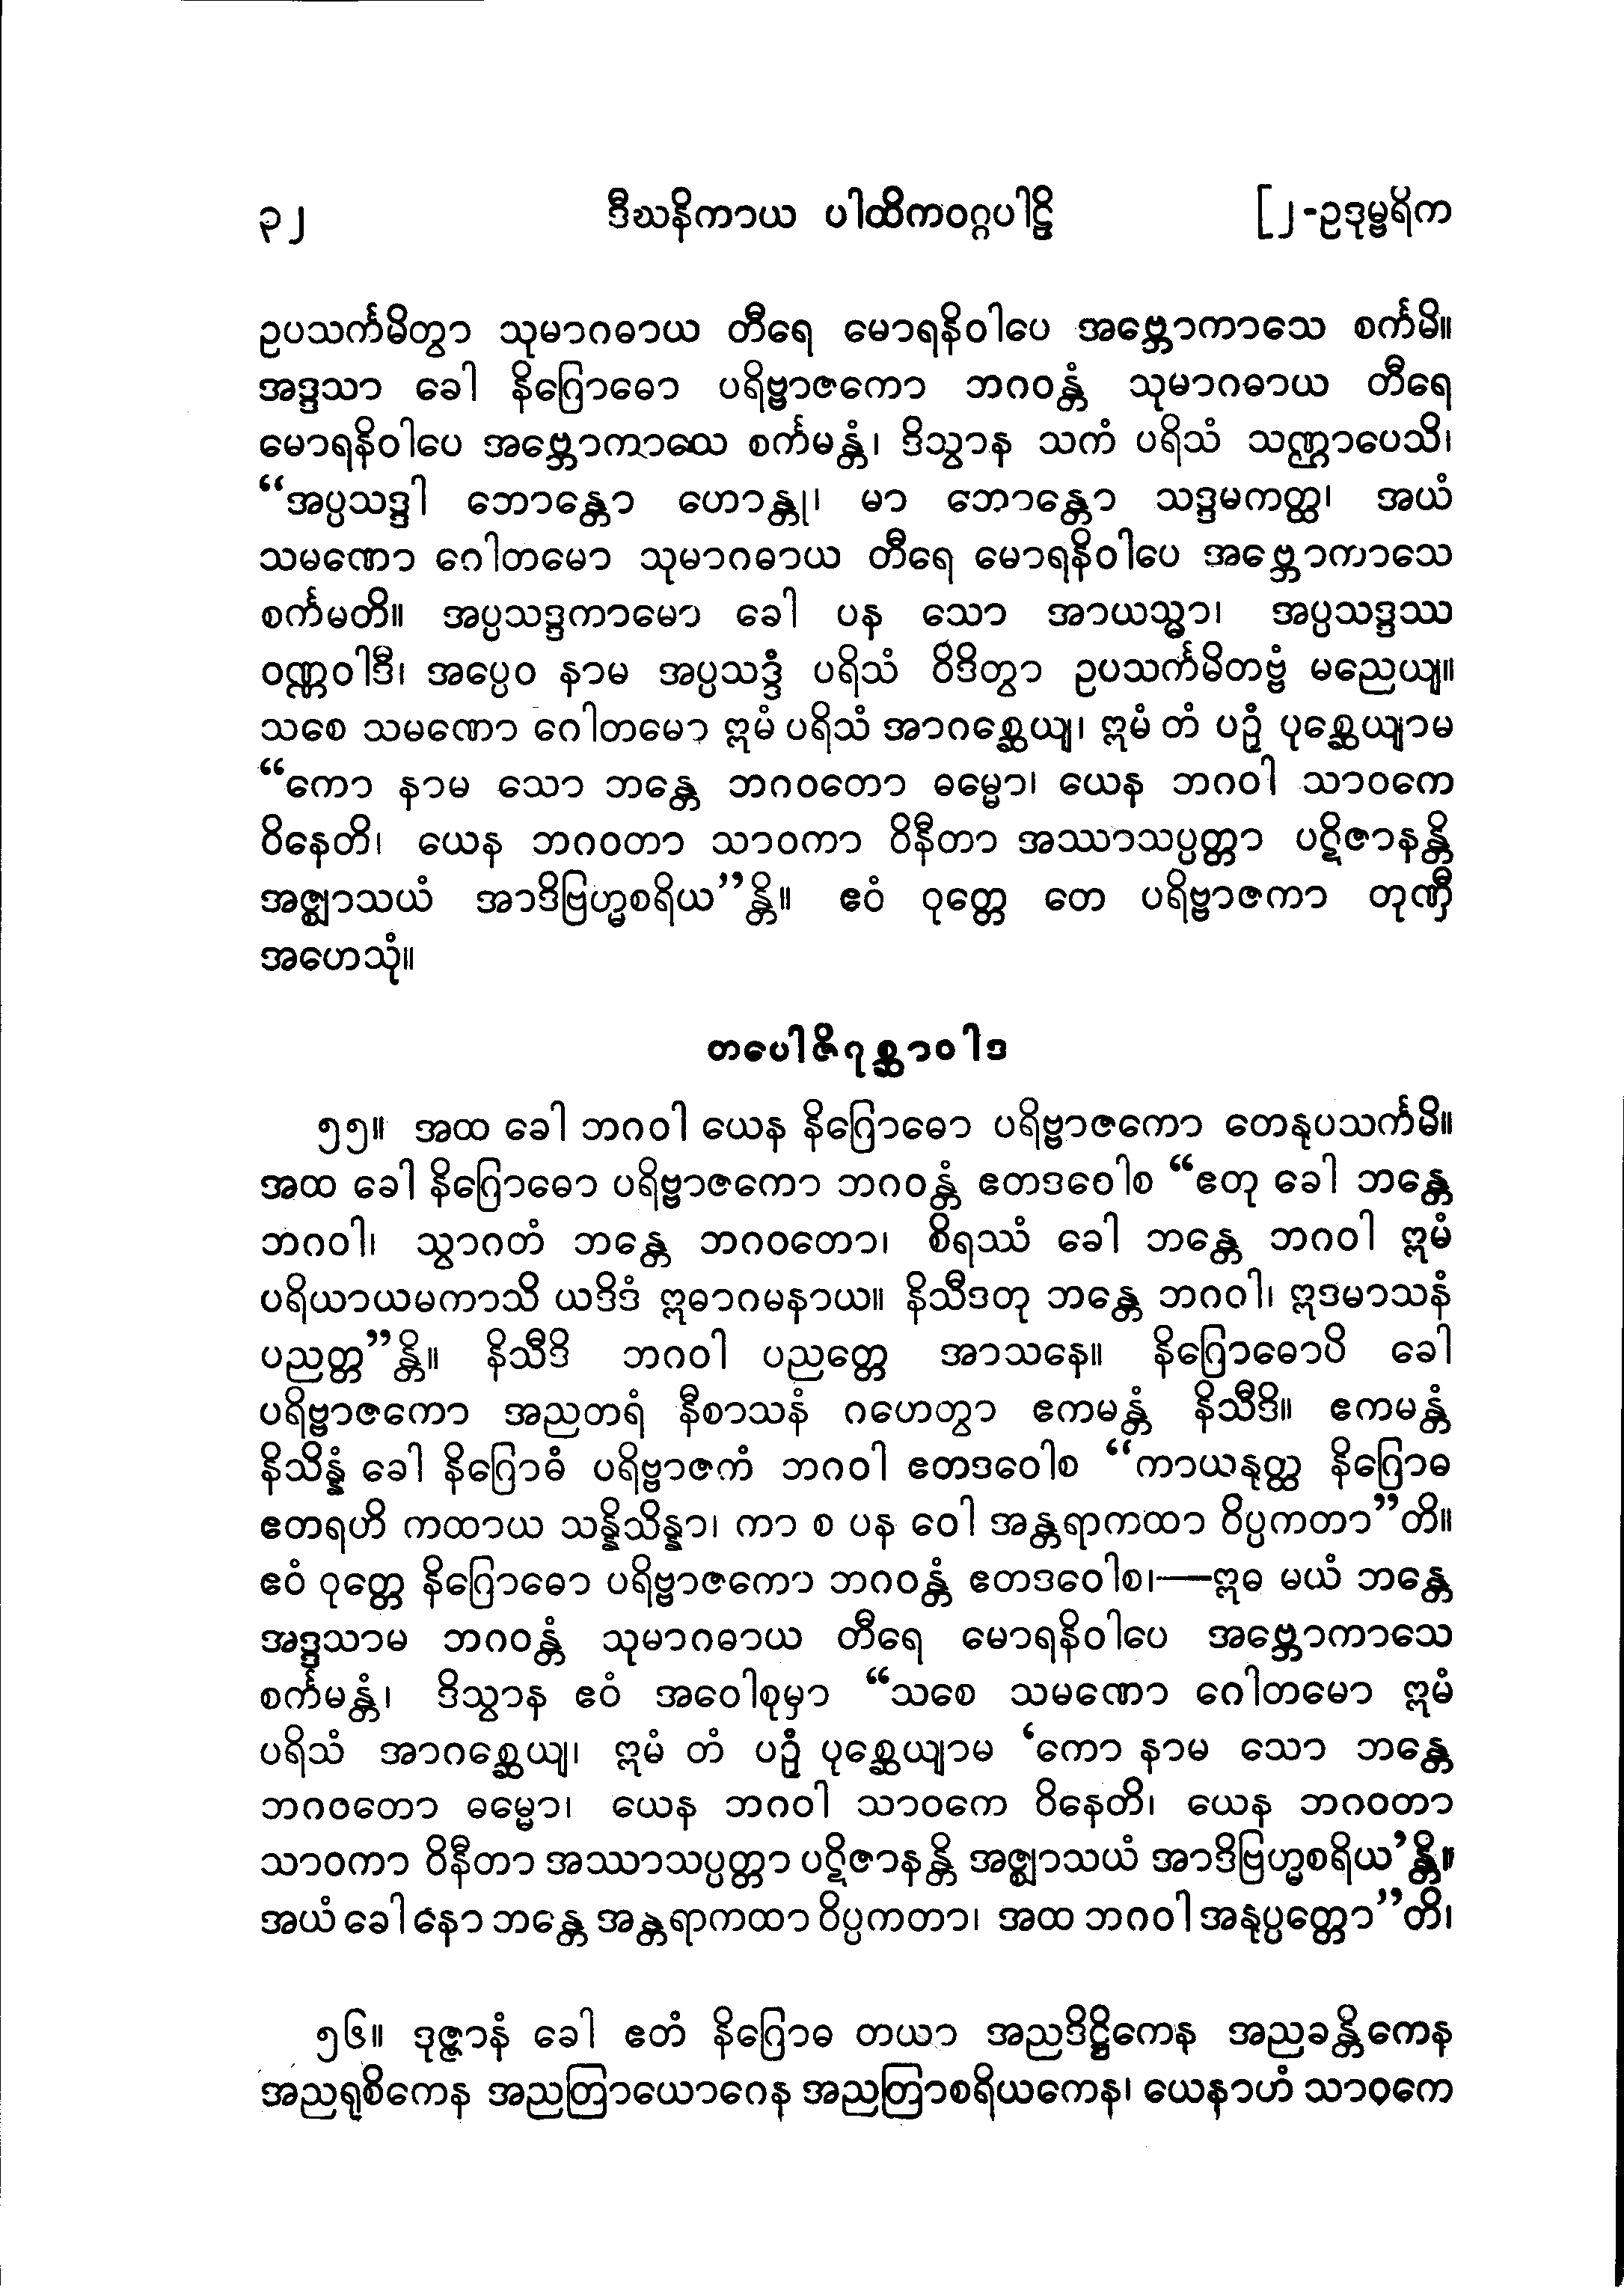 ၃၂ ဒီဃနိကာယ ပါထိကဝဂ္ဂပါဠိ [၂-ဥဒုမ္ဗရိက
ဥပသင်္ကမိတွာ သုမာဂဓာယ တီရေ မောရနိဝါပေ အဗ္ဘောကာသေ စင်္ကမိ။
အဒ္ဒသာ ခေါ နိဂြောဓော ပရိဗ္ဗာဇကော ဘဂဝန္တံ သုမာဂဓာယ တီရေ
မောရနိဝါပေ အဗ္ဘောကာသေ စင်္ကမန္တံ၊ ဒိသွာန သကံ ပရိသံ သဏ္ဌာပေသိ၊
“အပ္ပသဒ္ဒါ ဘောန္တော ဟောန္တု၊ မာ ဘောန္တော သဒ္ဒမကတ္ထ၊ အယံ
သမဏော ဂေါတမော သုမာဂဓာယ တီရေ မောရနိဝါပေ အဗ္ဘောကာသေ
စင်္ကမတိ။ အပ္ပသဒ္ဒကာမော ခေါ ပန သော အာယသ္မာ၊ အပ္ပသဒ္ဒဿ
ဝဏ္ဏဝါဒီ၊ အပ္ပေဝ နာမ အပ္ပသဒ္ဒံ ပရိသံ ဝိဒိတွာ ဥပသင်္ကမိတဗ္ဗံ မညေယျ။
သစေ သမဏော ဂေါတမော ဣမံ ပရိသံ အာဂစ္ဆေယျ၊ ဣမံ တံ ပဉှံ ပုစ္ဆေယျာမ
“ကော နာမ သော ဘန္တေ ဘဂဝတော ဓမ္မော၊ ယေန ဘဂဝါ သာဝကေ
ဝိနေတိ၊ ယေန ဘဂဝတာ သာဝကာ ဝိနီတာ အဿာသပ္ပတ္တာ ပဋိဇာနန္တိ
အဇ္ဈာသယံ အာဒိဗြဟ္မစရိယ”န္တိ။ ဧဝံ ဝုတ္တေ တေ ပရိဗ္ဗာဇကာ တုဏှီ
အဟေသုံ။
တပေါဇိဂုစ္ဆာဝါဒ
၅၅။ အထ ခေါ ဘဂဝါ ယေန နိဂြောဓော ပရိဗ္ဗာဇကော တေနုပသင်္ကမိ။
အထ ခေါ နိဂြောဓော ပရိဗ္ဗာဇကော ဘဂဝန္တံ ဧတဒဝေါစ “ဧတု ခေါ ဘန္တေ
ဘဂဝါ၊ သွာဂတံ ဘန္တေ ဘဂဝတော၊ စိရဿံ ခေါ ဘန္တေ ဘဂဝါ ဣမံ
ပရိယာယမကာသိ ယဒိဒံ ဣဓာဂမနာယ။ နိသီဒတု ဘန္တေ ဘဂဝါ၊ ဣဒမာသနံ
ပညတ္တ”န္တိ။ နိသီဒိ ဘဂဝါ ပညတ္တေ အာသနေ။ နိဂြောဓောပိ ခေါ
ပရိဗ္ဗာဇကော အညတရံ နီစာသနံ ဂဟေတွာ ဧကမန္တံ နိသီဒိ။ ဧကမန္တံ
နိသိန္နံ ခေါ နိဂြောဓံ ပရိဗ္ဗာဇကံ ဘဂဝါ ဧတဒဝေါစ “ကာယနုတ္ထ နိဂြောဓ
ဧတရဟိ ကထာယ သန္နိသိန္နာ၊ ကာ စ ပန ဝေါ အန္တရာကထာ ဝိပ္ပကတာ”တိ။
ဧဝံ ဝုတ္တေ နိဂြောဓော ပရိဗ္ဗာဇကော ဘဂဝန္တံ ဧတဒဝေါစ၊—ဣဓ မယံ ဘန္တေ
အဒ္ဒသာမ ဘဂဝန္တံ သုမာဂဓာယ တီရေ မောရနိဝါပေ အဗ္ဘောကာသေ
စင်္ကမန္တံ၊ ဒိသွာန ဧဝံ အဝေါစုမှာ “သစေ သမဏော ဂေါတမော ဣမံ
ပရိသံ အာဂစ္ဆေယျ၊ ဣမံ တံ ပဉှံ ပုစ္ဆေယျာမ ‘ကော နာမ သော ဘန္တေ
ဘဂဝတော ဓမ္မော၊ ယေန ဘဂဝါ သာဝကေ ဝိနေတိ၊ ယေန ဘဂဝတာ
သာဝကာ ဝိနီတာ အဿာသပ္ပတ္တာ ပဋိဇာနန္တိ အဇ္ဈာသယံ အာဒိဗြဟ္မစရိယ’န္တိ။
အယံ ခေါ နော ဘန္တေ အန္တရာကထာ ဝိပ္ပကတာ၊ အထ ဘဂဝါ အနုပ္ပတ္တော”တိ၊
၅၆။ ဒုဇ္ဇာနံ ခေါ ဧတံ နိဂြောဓ တယာ အညဒိဋ္ဌိကေန အညခန္တိကေန
အညရုစိကေန အညတြာယောဂေန အညတြာစရိယကေန၊ ယေနာဟံ သာဝကေ